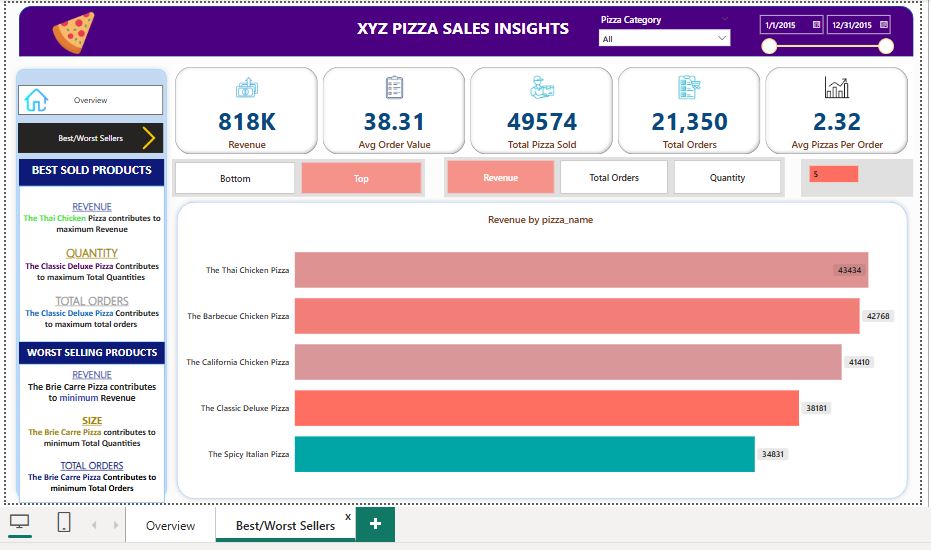 XYZ PIZZA SALES INSIGHTS
Pizza Category
All
1/1/2015
12/31/2015
Overview
Best/Worst Sellers
818K
Revenue
38.31
Avg Order Value
49574
Total Pizza Sold
21,350
Total Orders
2.32
Avg Pizzas Per Order
Bottom
Top
Revenue
Total Orders
Quantity
5
BEST SOLD PRODUCTS
REVENUE
The Thai Chicken Pizza contributes to
maximum Revenue
QUANTITY
The Classic Deluxe Pizza Contributes
to maximum Total Quantities
TOTAL ORDERS
The Classic Deluxe Pizza Contributes
to maximum total orders
WORST SELLING PRODUCTS
REVENUE
The Brie Carre Pizza contributes
to minimum Revenue
SIZE
The Brie Carre Pizza contributes to
minimum Total Quantities
TOTAL ORDERS
The Brie Carre Pizza Contributes to
minimum Total Orders
Revenue by pizza_name
The Thai Chicken Pizza
43434
The Barbecue Chicken Pizza
42768
The California Chicken Pizza
41410
The Classic Deluxe Pizza
38181
The Spicy Italian Pizza
34831
Overview
Best/Worst Sellers
x
+